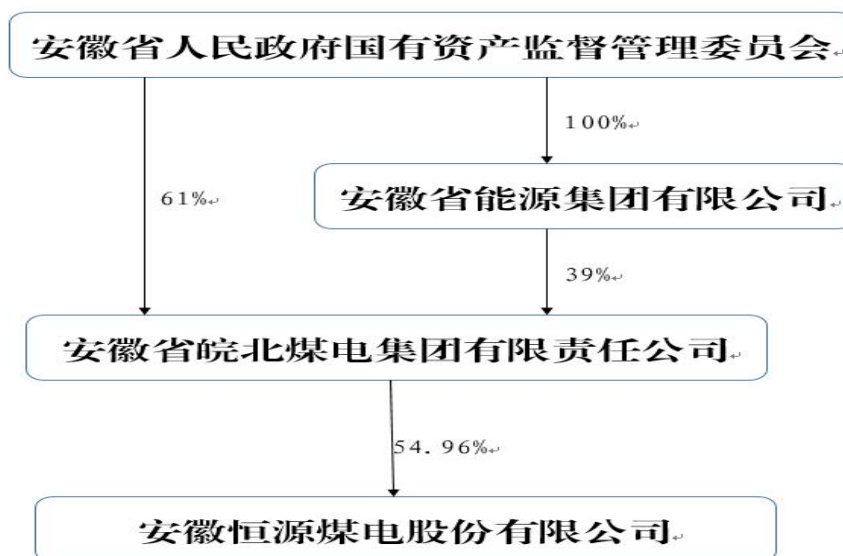 安徽省人民政府国有资产监督管理委员会
100%
61%
安徽省能源集团有限公司
39%
安徽省皖北煤电集团有限责任公司
54.96%
安徽恒源煤电股份有限公司